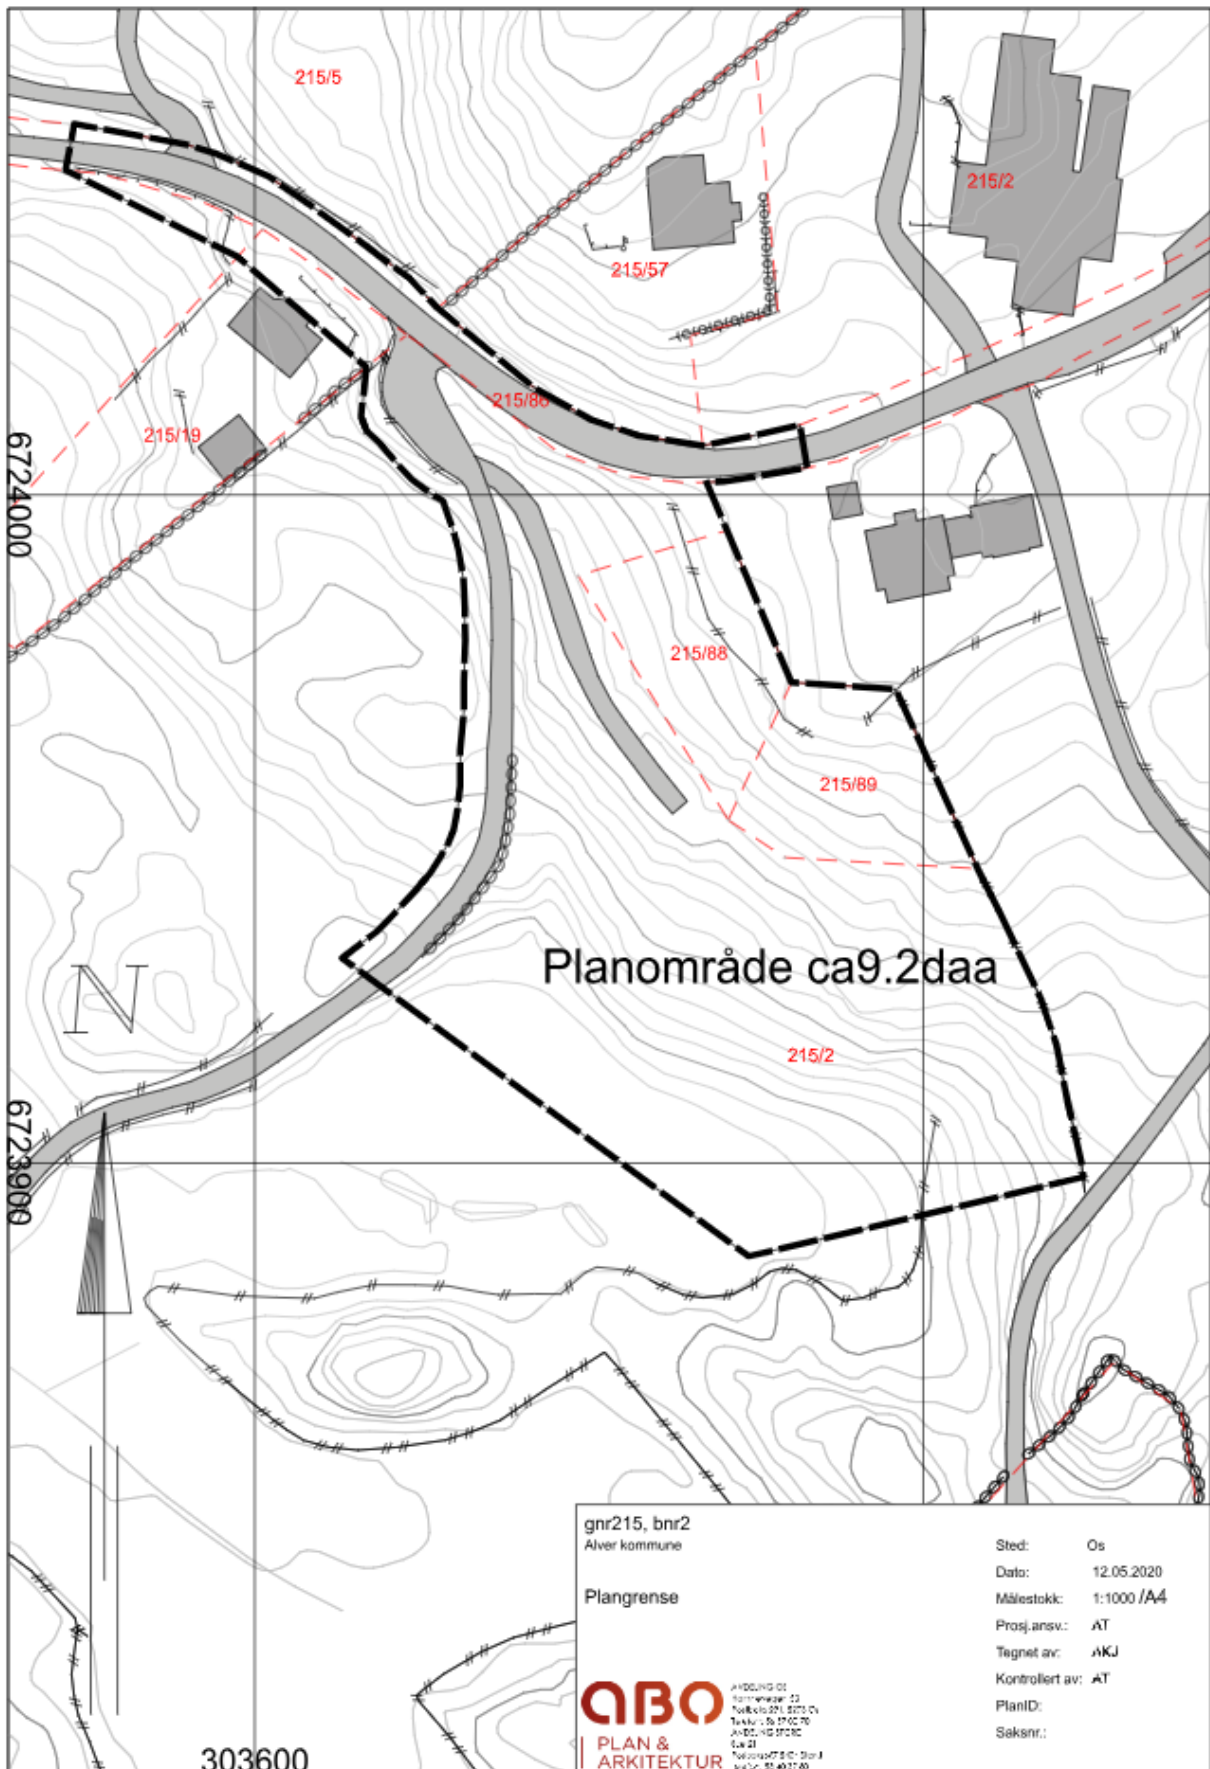 215/5
215/2
215/57
215/86
215/19
6724000
215/88
215/89
Planområde ca9.2daa
N
215/2
6723900
303600
gnr215, bnr2
Alver kommune
Plangrense
Sted: Os
Dato: 12.05.2020
Målestokk: 1:1000 /A4
Prosj.ansv.: AT
Tegnet av: AKJ
Kontrollert av: AT
PlanID:
Saksnr.:
ABO
PLAN &
ARKITEKTUR